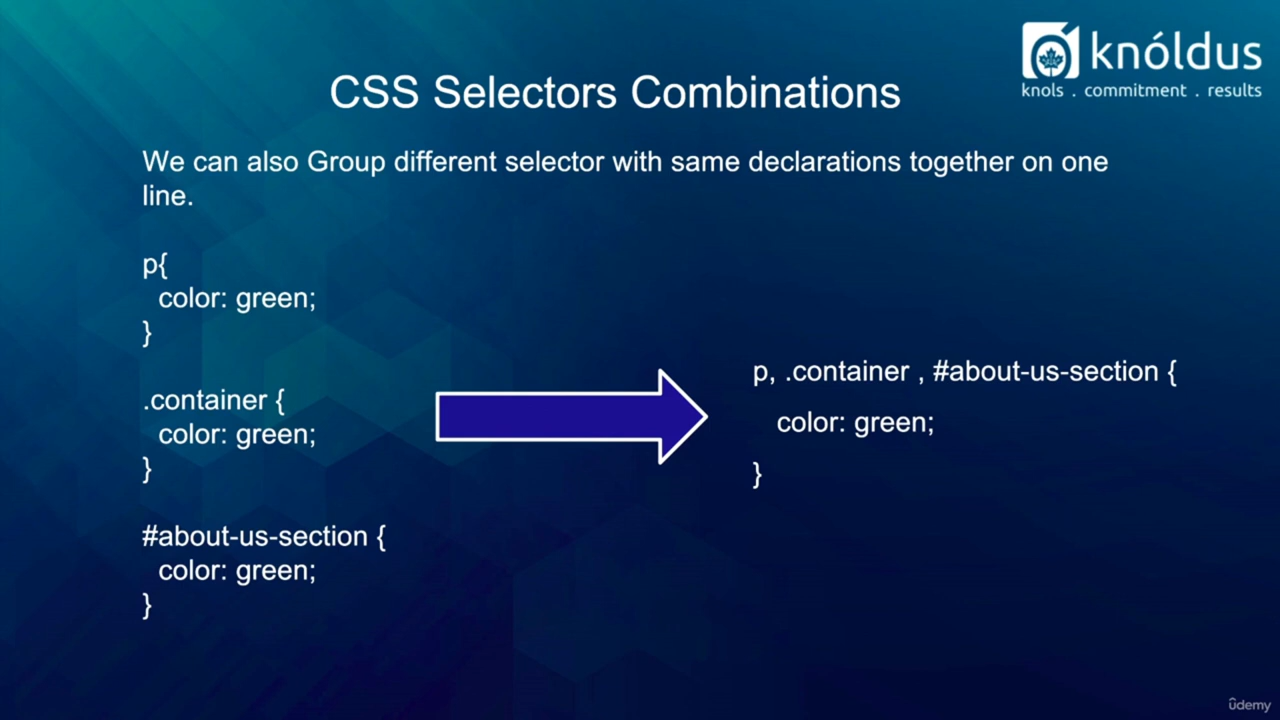 knóldus
knols . commitment . results
CSS Selectors Combinations
We can also Group different selector with same declarations together on one
line.
p{
color: green;
}
.container {
color: green;
}
#about-us-section {
color: green;
}
p, .container , #about-us-section {
color: green;
}
ûdemy